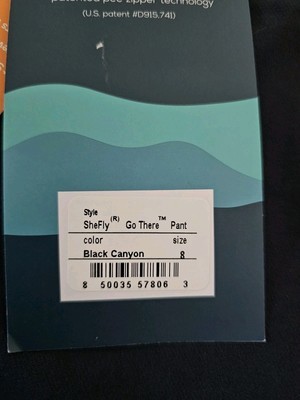 patented pee zipper technology
(U.S. patent #D915,741)
Style
SheFly(R) Go There™ Pant
color size
Black Canyon 8
8 50035 57806 3